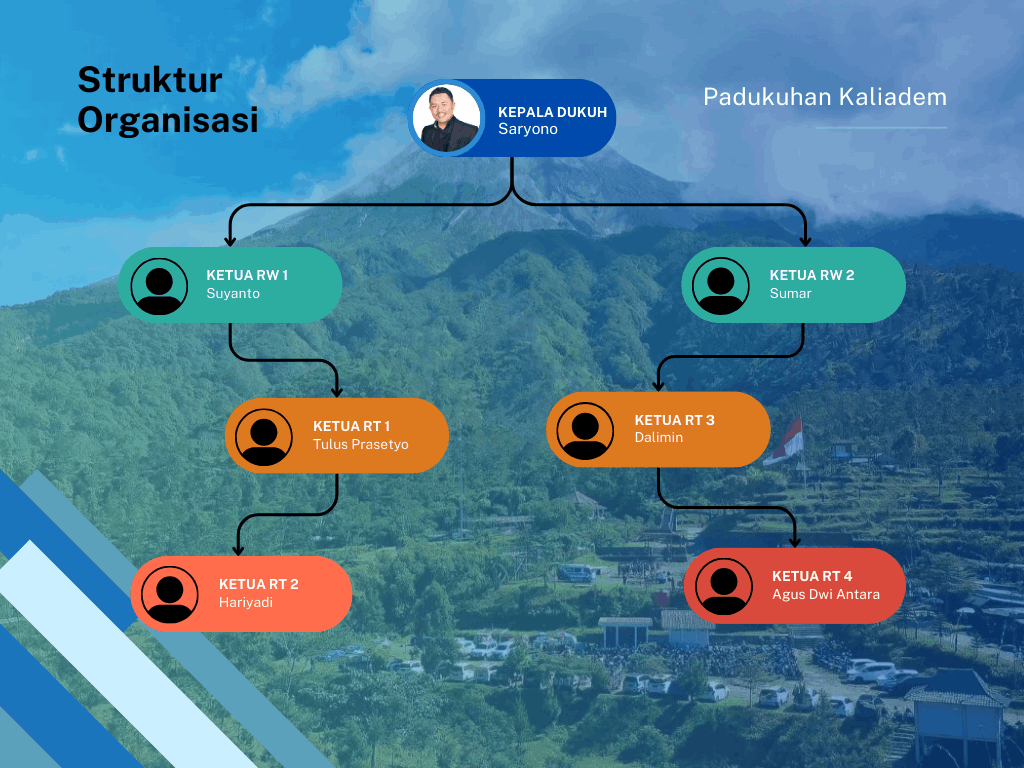 Struktur
Organisasi
KEPALA DUKUH
Saryono
Padukuhan Kaliadem
KETUA RW 1
Suyanto
KETUA RW 2
Sumar
KETUA RT 1
Tulus Prasetyo
KETUA RT 3
Dalimin
KETUA RT 2
Hariyadi
KETUA RT 4
Agus Dwi Antara